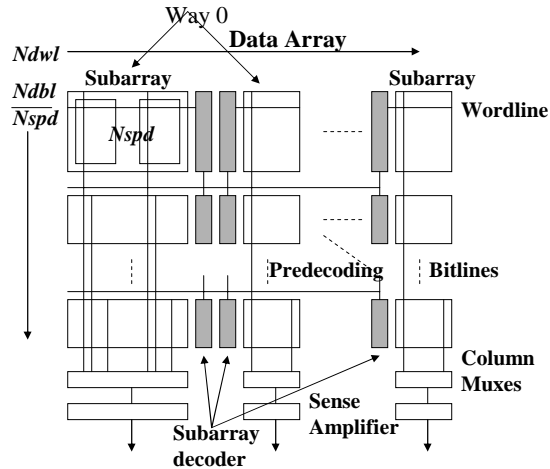 Way 0
Data Array
Ndwl
Subarray
Subarray
Ndbl
Nspd
Nspd
Wordline
Predecoding
Bitlines
Column
Muxes
Sense
Amplifier
Subarray
decoder